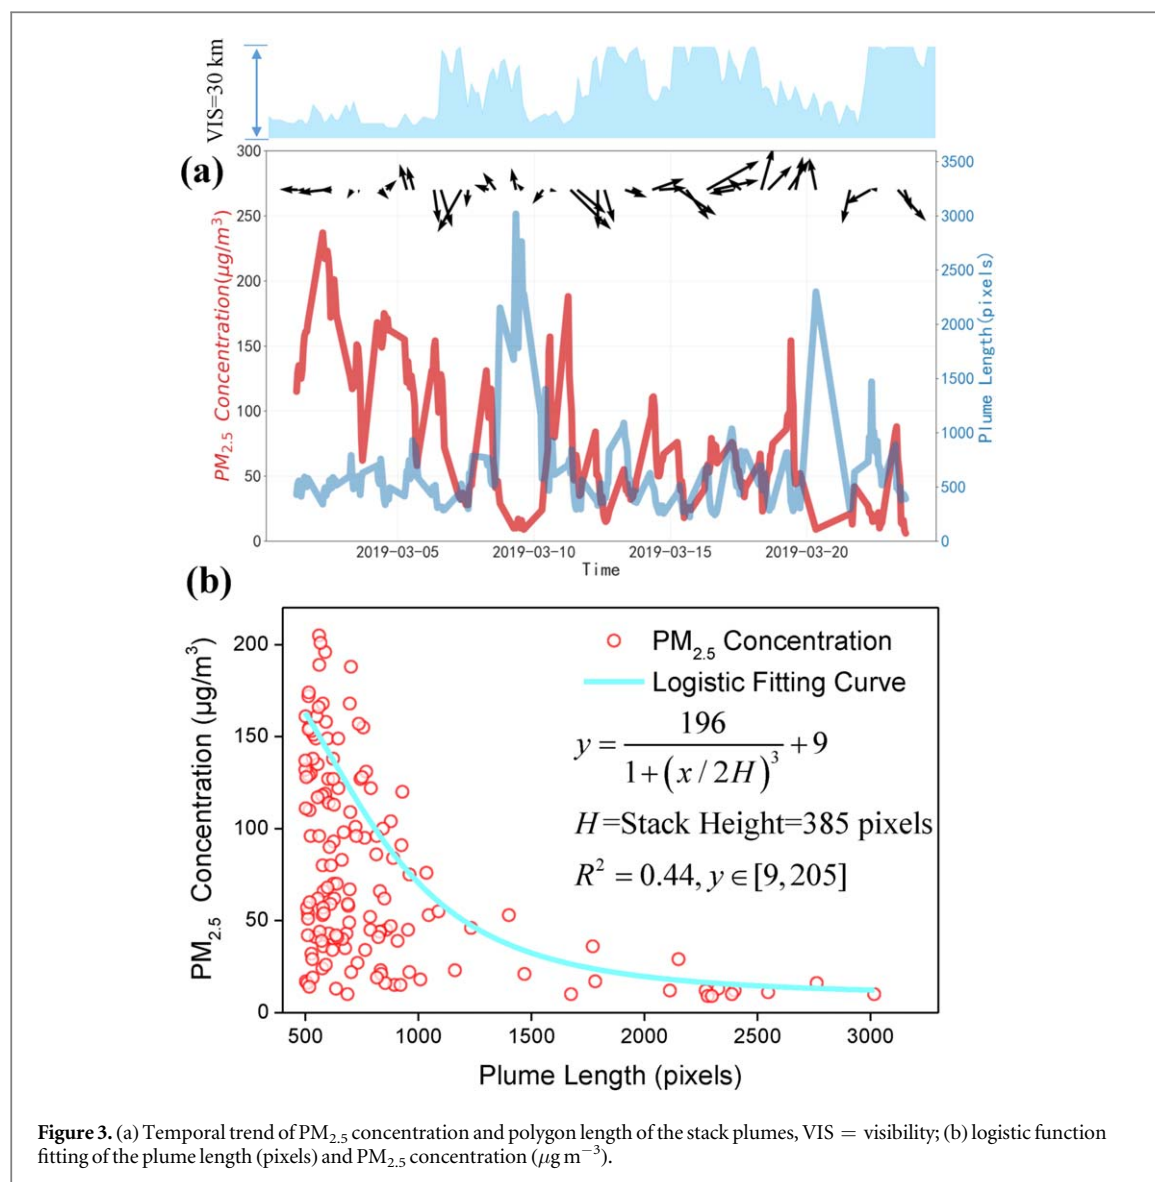 VIS=30 km
(a)
300
250
200
150
100
50
0
PM2.5 Concentration(μg/m³)
3500
3000
2500
2000
1500
1000
500
0
Plume Length(pixels)
2019-03-05 2019-03-10 2019-03-15 2019-03-20
Time
(b)
PM2.5 Concentration (μg/m³)
200
150
100
50
0
PM2.5 Concentration
Logistic Fitting Curve
y = 196 / (1+(x/2H)³) + 9
H=Stack Height=385 pixels
R² = 0.44, y∈[9,205]
500 1000 1500 2000 2500 3000
Plume Length (pixels)
Figure 3. (a) Temporal trend of PM2.5 concentration and polygon length of the stack plumes, VIS = visibility; (b) logistic function
fitting of the plume length (pixels) and PM2.5 concentration (μg m⁻³).